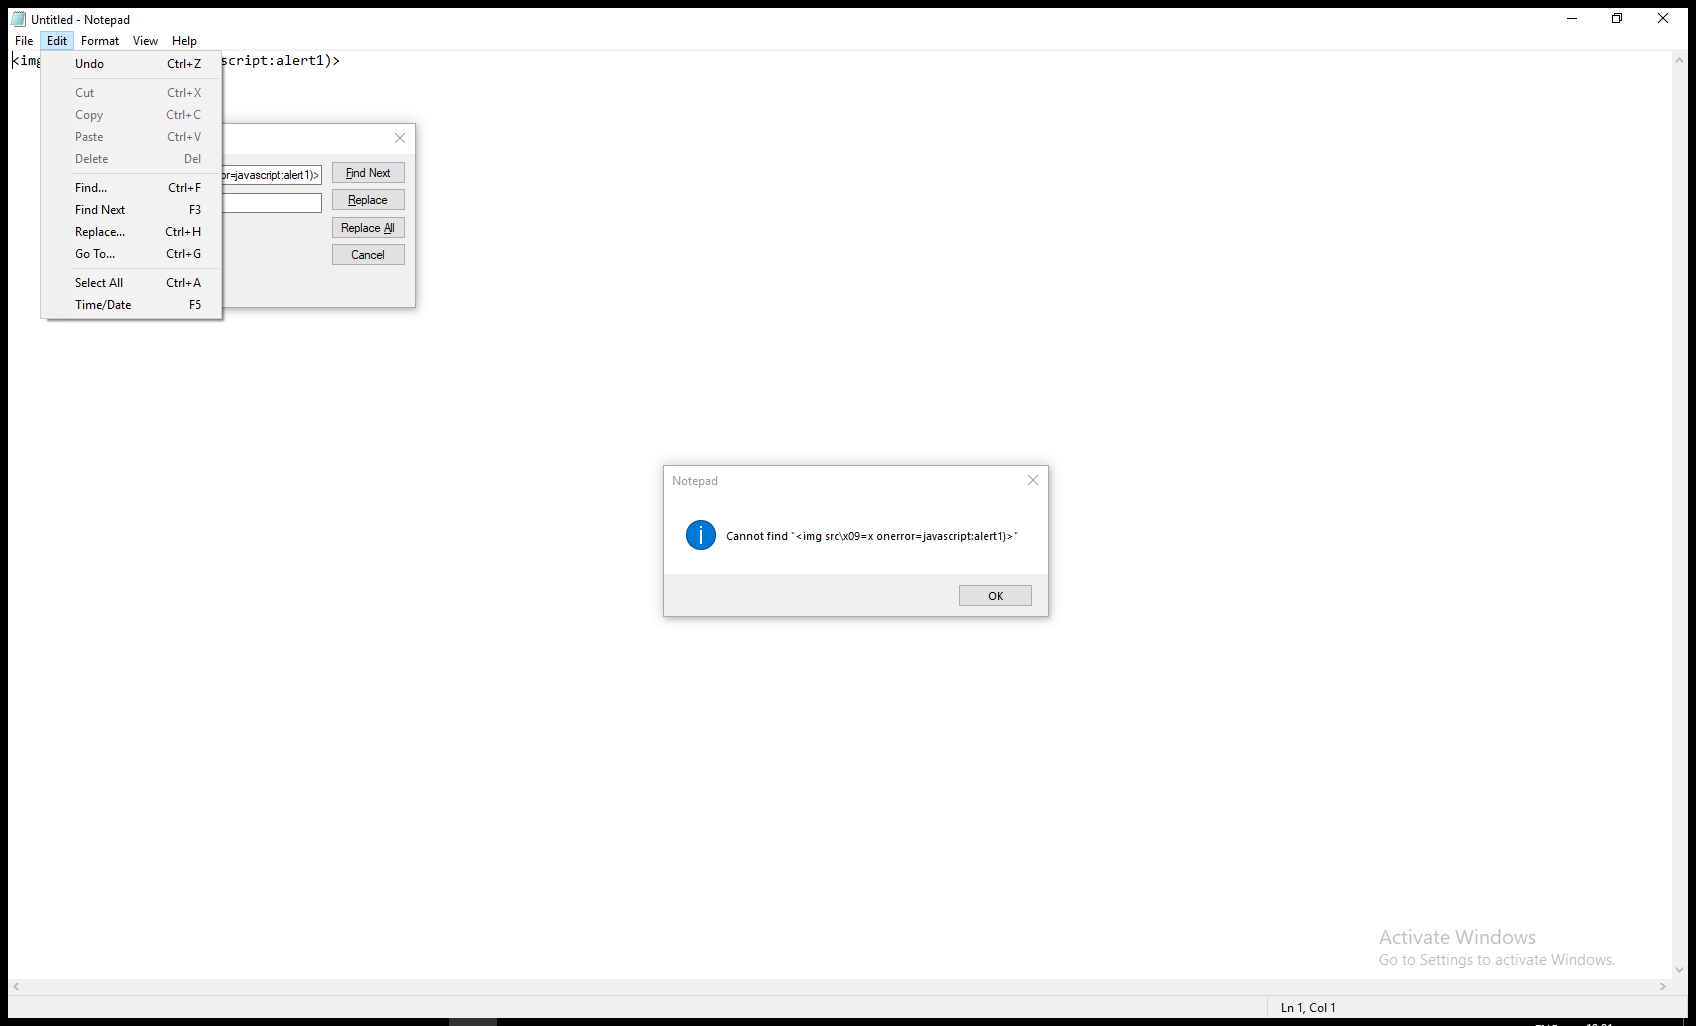 Untitled - Notepad
File Edit Format View Help
<img script:alert1)>
Undo Ctrl+Z
Cut Ctrl+X
Copy Ctrl+C
Paste Ctrl+V
Delete Del
Find... Ctrl+F
Find Next F3
Replace... Ctrl+H
Go To... Ctrl+G
Select All Ctrl+A
Time/Date F5
or=javascript:alert1)>
Find Next
Replace
Replace All
Cancel
Notepad
Cannot find "<img src\x09=x onerror=javascript:alert1)>"
OK
Activate Windows
Go to Settings to activate Windows.
Ln 1, Col 1